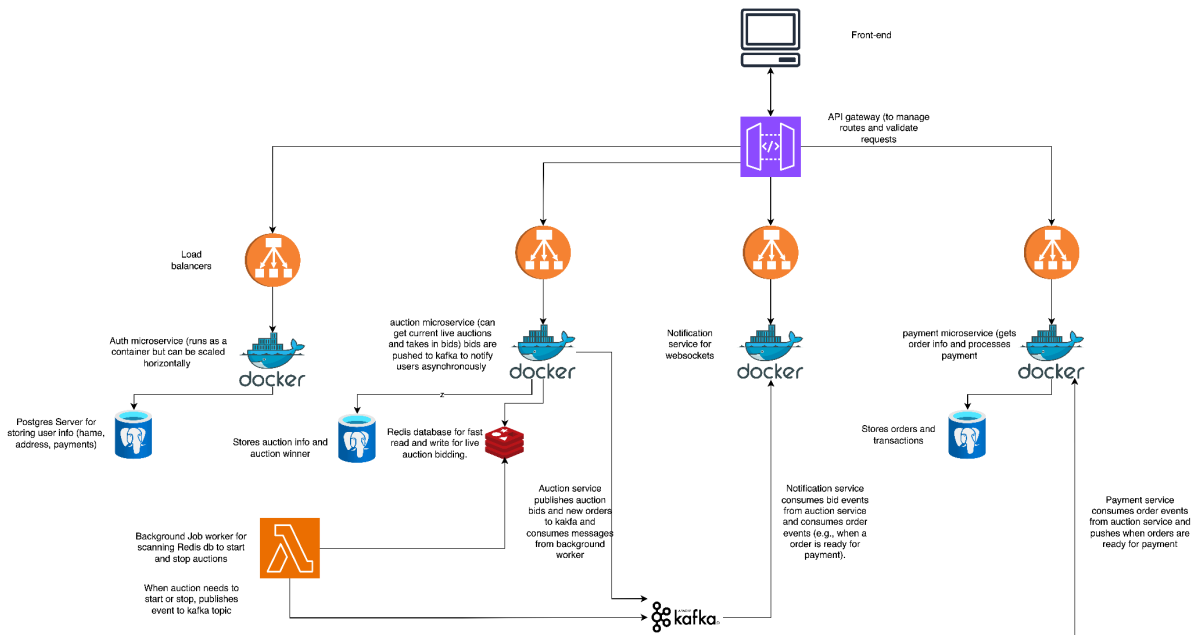 Front-end
API gateway (to manage
routes and validate
requests
</>
Load
balancers
Auth microservice (runs as a
container but can be scaled
horizontally
docker
auction microservice (can
get current live auctions
and takes in bids) bids are
pushed to kafka to notify
users asynchronously
docker
Notification
service for
websockets
docker
payment microservice (gets
order info and processes
payment
docker
Postgres Server for
storing user info (hame,
address, payments)
z
Stores auction info and
auction winner
Redis database for fast
read and write for live
auction bidding.
Stores orders and
transactions
Auction service
publishes auction
bids and new orders
to kakfa and
consumes messages
from background
worker
Notification service
consumes bid events
from auction service
and consumes order
events (e.g., when a
order is ready for
payment).
Payment service
consumes order events
from auction service and
pushes when orders are
ready for payment
Background Job worker for
scanning Redis db to start
and stop auctions
When auction needs to
start or stop, publishes
event to kafka topic
kafka